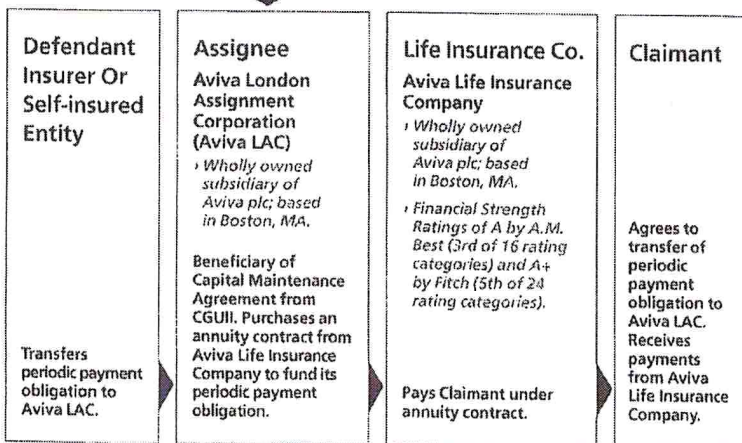 Defendant
Insurer Or
Self-insured
Entity
Transfers
periodic payment
obligation to
Aviva LAC.
Assignee
Aviva London
Assignment
Corporation
(Aviva LAC)
› Wholly owned
subsidiary of
Aviva plc; based
in Boston, MA.
Beneficiary of
Capital Maintenance
Agreement from
CGUII. Purchases an
annuity contract from
Aviva Life Insurance
Company to fund its
periodic payment
obligation.
Life Insurance Co.
Aviva Life Insurance
Company
› Wholly owned
subsidiary of
Aviva plc; based
in Boston, MA.
› Financial Strength
Ratings of A by A.M.
Best (3rd of 16 rating
categories) and A+
by Fitch (5th of 24
rating categories).
Pays Claimant under
annuity contract.
Claimant
Agrees to
transfer of
periodic
payment
obligation to
Aviva LAC.
Receives
payments
from Aviva
Life Insurance
Company.